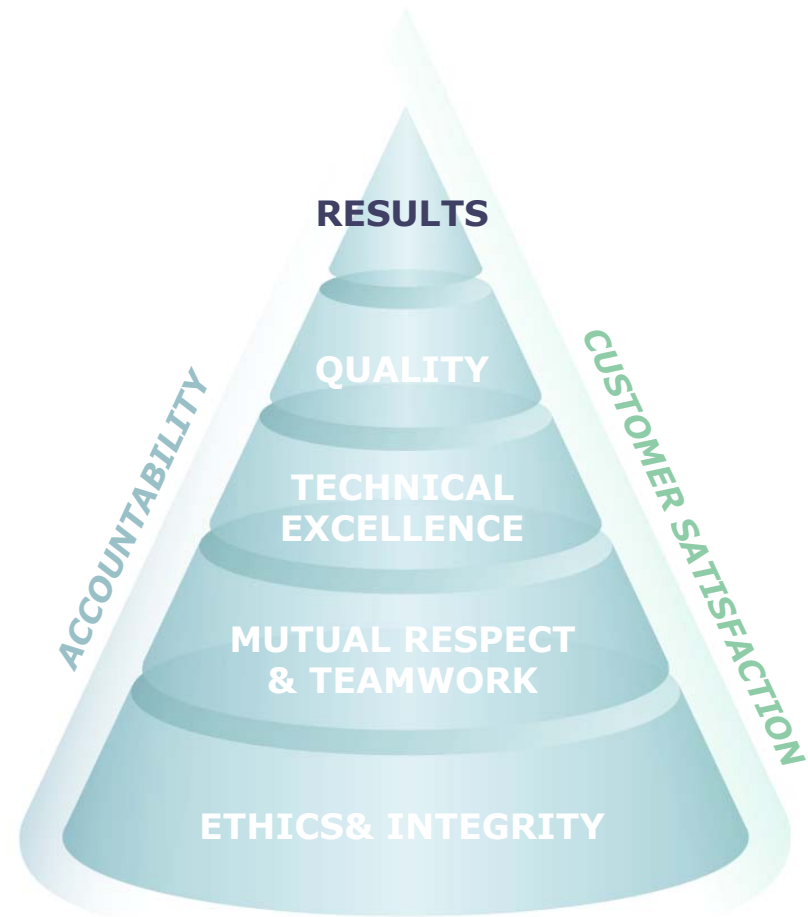 RESULTS
QUALITY
TECHNICAL
EXCELLENCE
MUTUAL RESPECT
& TEAMWORK
ETHICS& INTEGRITY
ACCOUNTABILITY
CUSTOMER SATISFACTION